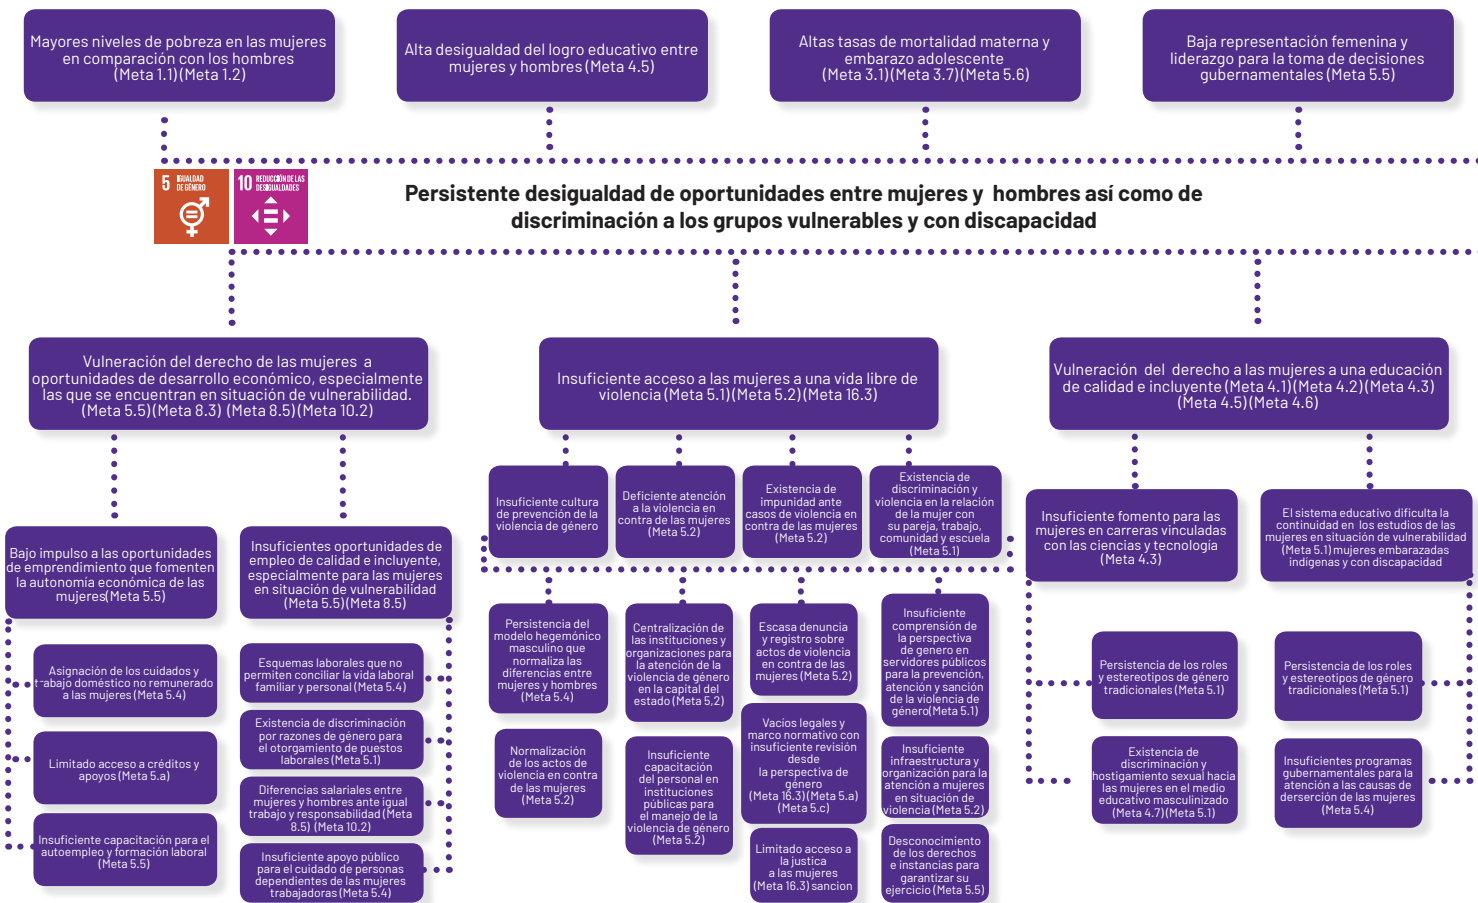 Mayores niveles de pobreza en las mujeres
en comparación con los hombres
(Meta 1.1)(Meta 1.2)
Alta desigualdad del logro educativo entre
mujeres y hombres (Meta 4.5)
Altas tasas de mortalidad materna y
embarazo adolescente
(Meta 3.1)(Meta 3.7)(Meta 5.6)
Baja representación femenina y
liderazgo para la toma de decisiones
gubernamentales (Meta 5.5)
5 IGUALDAD
DE GÉNERO
10 REDUCCIÓN DE LAS
DESIGUALDADES
Persistente desigualdad de oportunidades entre mujeres y hombres así como de
discriminación a los grupos vulnerables y con discapacidad
Vulneración del derecho de las mujeres a
oportunidades de desarrollo económico, especialmente
las que se encuentran en situación de vulnerabilidad.
(Meta 5.5)(Meta 8.3) (Meta 8.5)(Meta 10.2)
Insuficiente acceso a las mujeres a una vida libre de
violencia (Meta 5.1)(Meta 5.2)(Meta 16.3)
Vulneración del derecho a las mujeres a una educación
de calidad e incluyente (Meta 4.1)(Meta 4.2)(Meta 4.3)
(Meta 4.5)(Meta 4.6)
Bajo impulso a las oportunidades
de emprendimiento que fomenten
la autonomía económica de las
mujeres(Meta 5.5)
Insuficientes oportunidades de
empleo de calidad e incluyente,
especialmente para las mujeres
en situación de vulnerabilidad
(Meta 5.5)(Meta 8.5)
Insuficiente cultura
de prevención de la
violencia de género
Deficiente atención
a la violencia en
contra de las mujeres
(Meta 5.2)
Existencia de
impunidad ante
casos de violencia en
contra de las mujeres
(Meta 5.2)
Existencia de
discriminación y
violencia en la relación
de la mujer con
su pareja, trabajo,
comunidad y escuela
(Meta 5.1)
Insuficiente fomento para las
mujeres en carreras vinculadas
con las ciencias y tecnología
(Meta 4.3)
El sistema educativo dificulta la
continuidad en los estudios de las
mujeres en situación de vulnerabilidad
(Meta 5.1) mujeres embarazadas
indígenas y con discapacidad
Asignación de los cuidados y
trabajo doméstico no remunerado
a las mujeres (Meta 5.4)
Limitado acceso a créditos y
apoyos (Meta 5.a)
Insuficiente capacitación para el
autoempleo y formación laboral
(Meta 5.5)
Esquemas laborales que no
permiten conciliar la vida laboral
familiar y personal (Meta 5.4)
Existencia de discriminación
por razones de género para
el otorgamiento de puestos
laborales (Meta 5.1)
Diferencias salariales entre
mujeres y hombres ante igual
trabajo y responsabilidad (Meta
8.5) (Meta 10.2)
Insuficiente apoyo público
para el cuidado de personas
dependientes de las mujeres
trabajadoras (Meta 5.4)
Persistencia del
modelo hegemónico
masculino que
normaliza las
diferencias entre
mujeres y hombres
(Meta 5.4)
Normalización
de los actos de
violencia en contra
de las mujeres
(Meta 5.2)
Centralización de
las instituciones y
organizaciones para
la atención de la
violencia de género
en la capital del
estado (Meta 5,2)
Insuficiente
capacitación
del personal en
instituciones
públicas para
el manejo de la
violencia de género
(Meta 5.2)
Escasa denuncia
y registro sobre
actos de violencia
en contra de las
mujeres (Meta 5.2)
Vacíos legales y
marco normativo con
insuficiente revisión
desde
la perspectiva de
género
(Meta 16.3)(Meta 5.a)
(Meta 5.c)
Limitado acceso a
la justica
a las mujeres
(Meta 16.3) sancion
Insuficiente
comprensión de
la perspectiva
de genero en
servidores públicos
para la prevención,
atención y sanción
de la violencia de
género(Meta 5.1)
Insuficiente
infraestructura y
organización para la
atención a mujeres
en situación de
violencia (Meta 5.2)
Desconocimiento
de los derechos
e instancias para
garantizar su
ejercicio (Meta 5.5)
Persistencia de los roles
y estereotipos de género
tradicionales (Meta 5.1)
Existencia de
discriminación y
hostigamiento sexual hacia
las mujeres en el medio
educativo masculinizado
(Meta 4.7)(Meta 5.1)
Persistencia de los roles
y estereotipos de género
tradicionales (Meta 5.1)
Insuficientes programas
gubernamentales para la
atención a las causas de
derserción de las mujeres
(Meta 5.4)